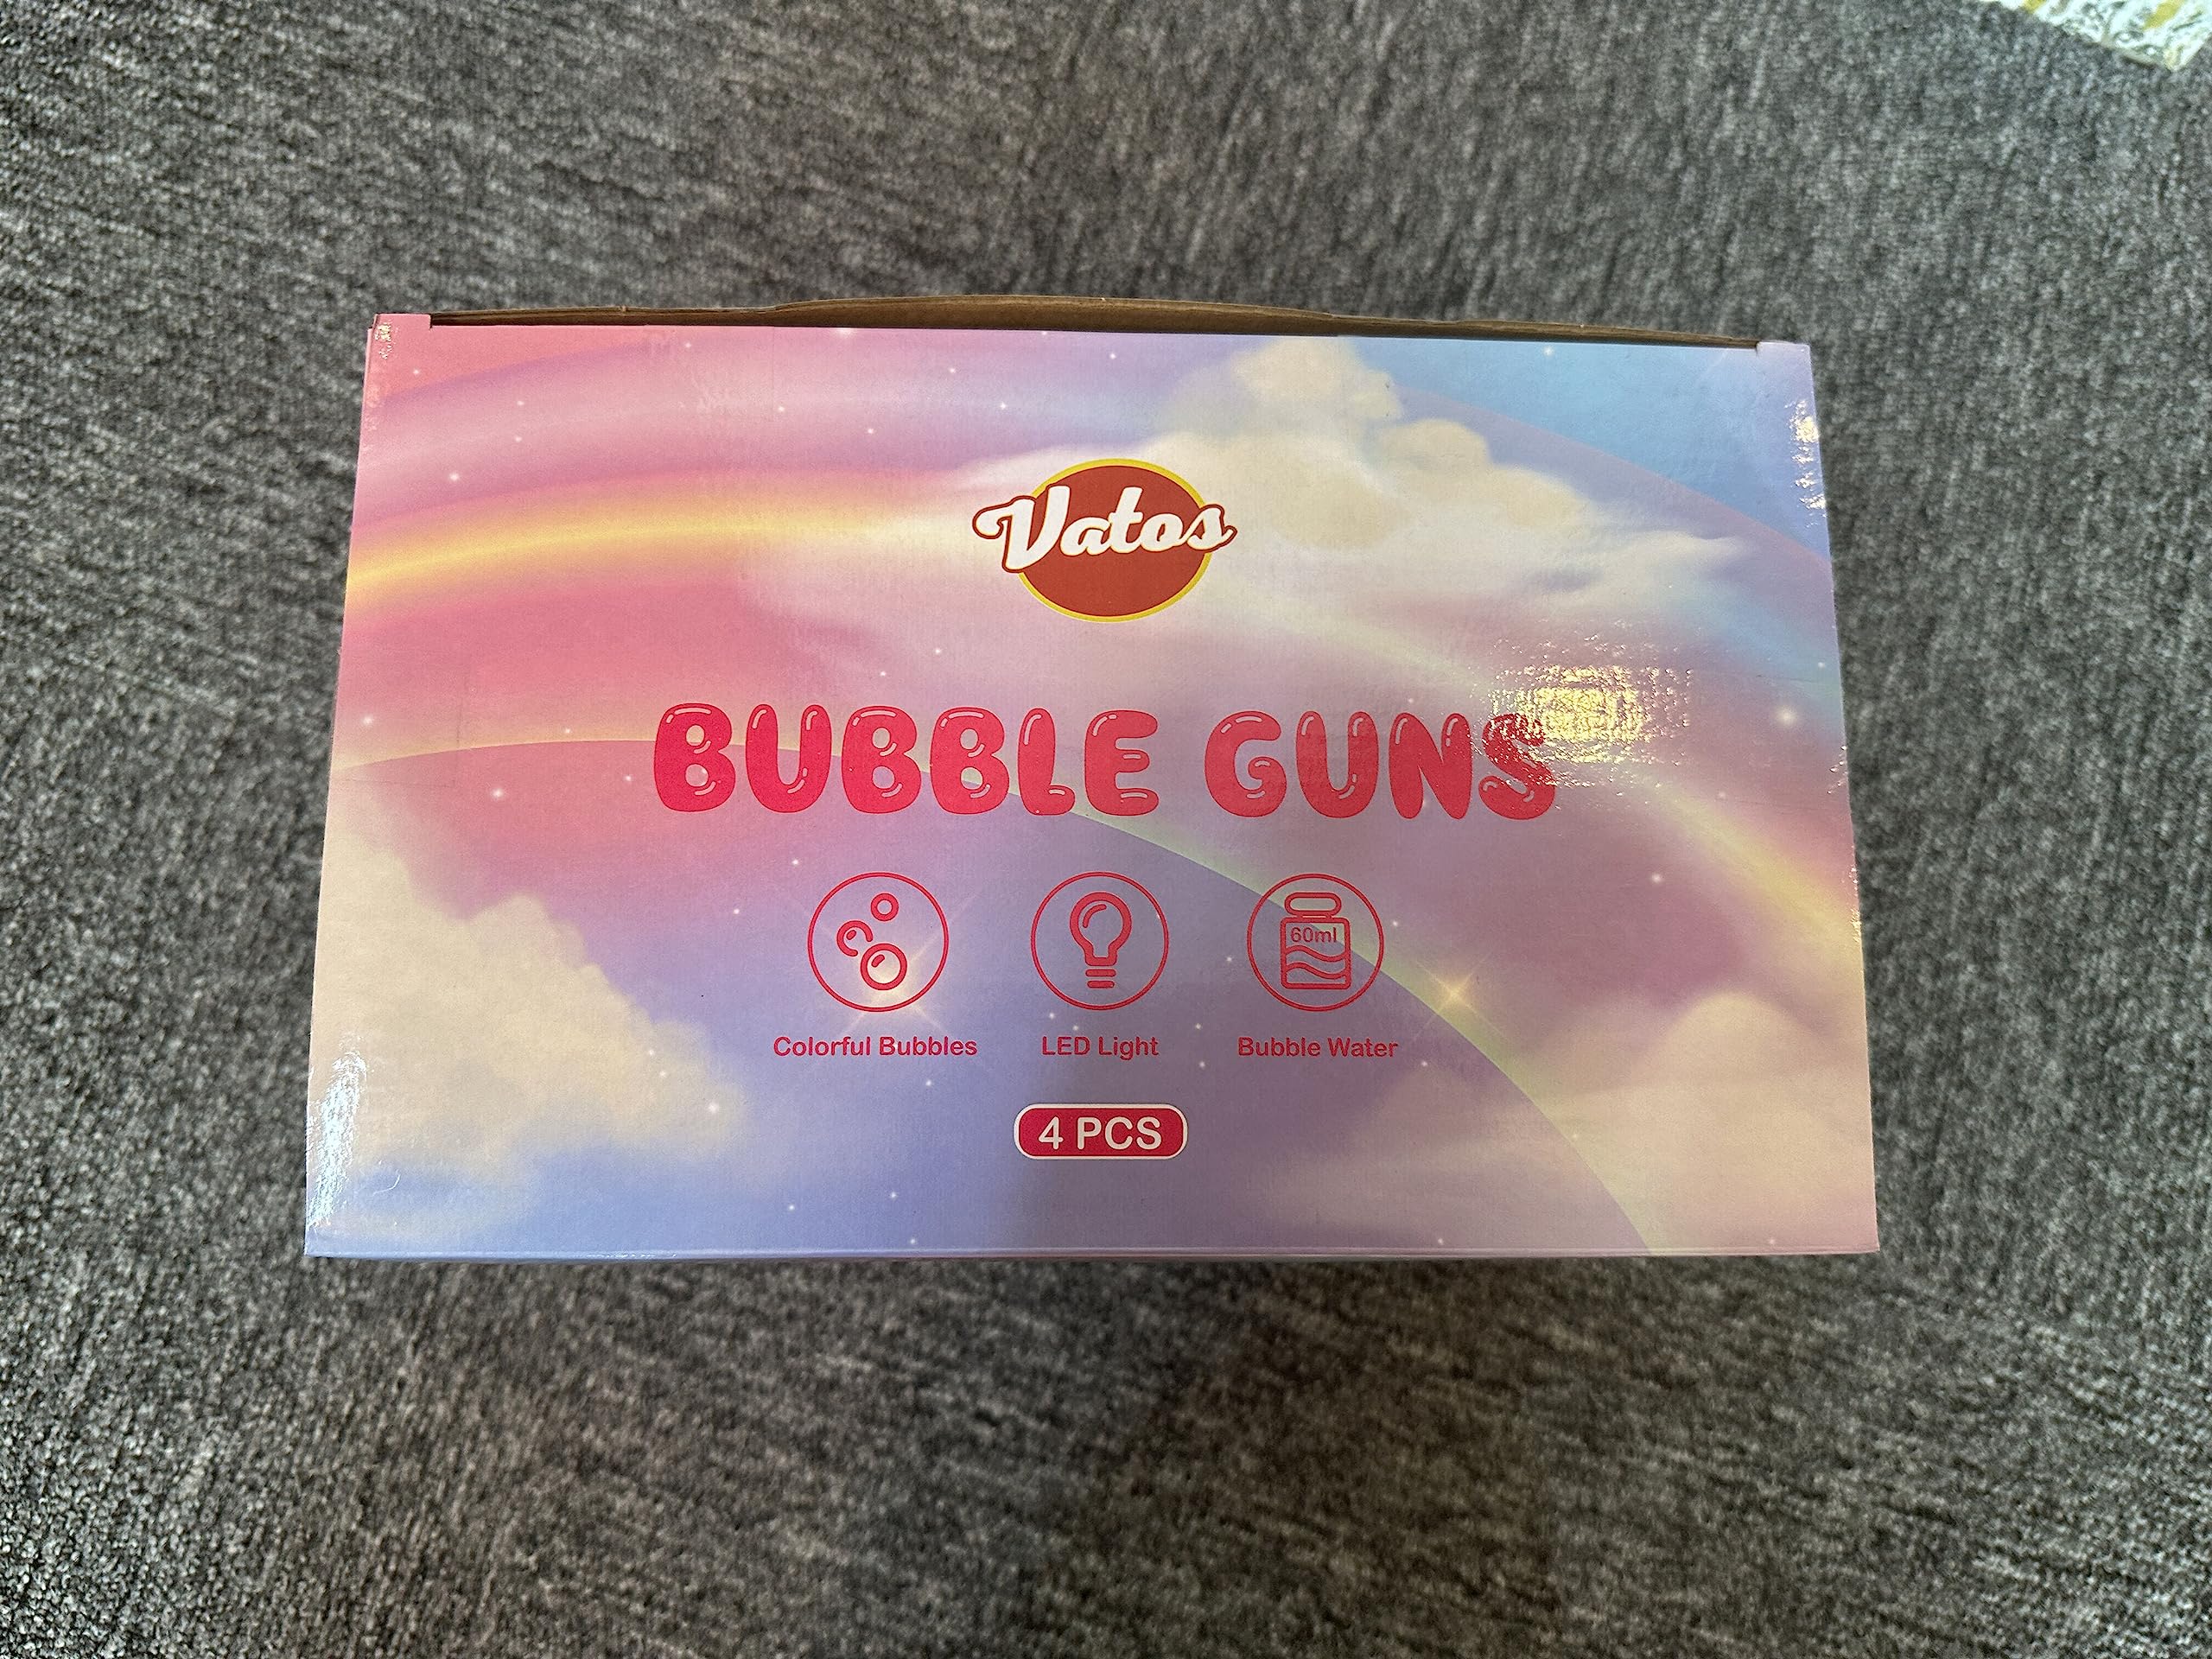 Vatos
BUBBLE GUNS
60ml
Colorful Bubbles LED Light Bubble Water
4 PCS